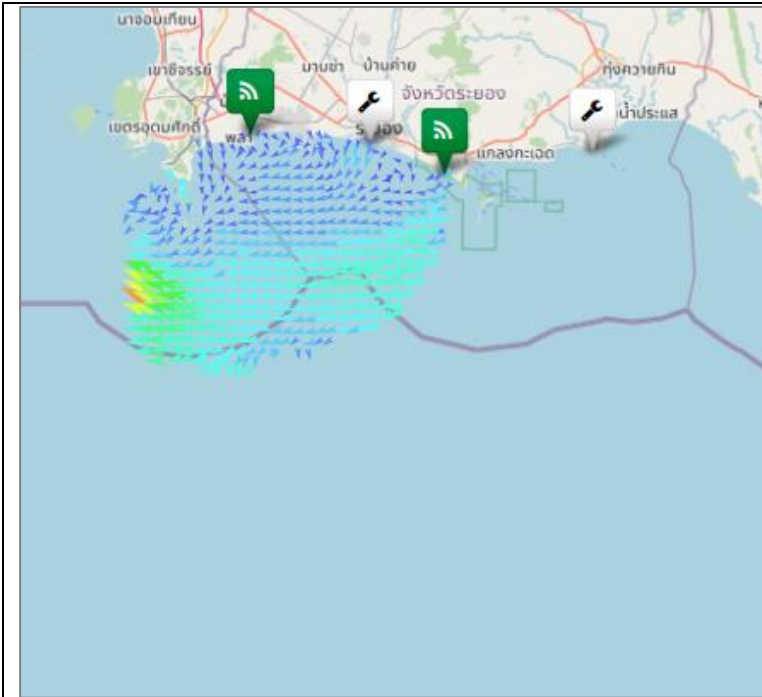 นาจอมเทียน
เขาชีจรรย์
มาบข่า
บ้านค่าย
ทุ่งควายกิน
จังหวัดระยอง
เขตรอุดมศักดิ์
พลา
น้ำประแส
แกลงกะเฉด